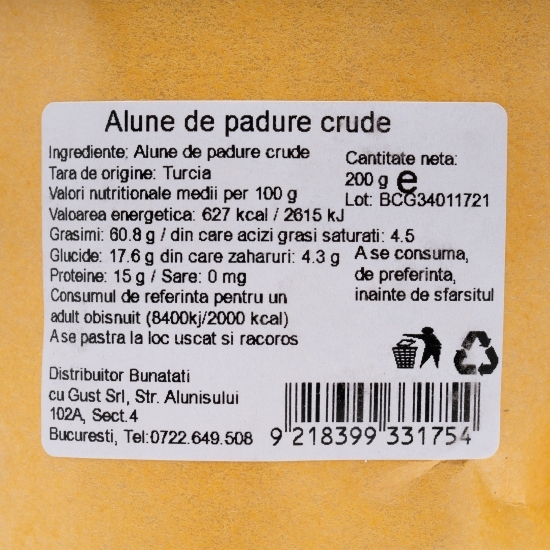 Alune de padure crude
Ingrediente: Alune de padure crude
Tara de origine: Turcia
Valori nutritionale medii per 100 g
Valoarea energetica: 627 kcal / 2615 kJ
Grasimi: 60.8 g / din care acizi grasi saturati: 4.5
Glucide: 17.6 g din care zaharuri: 4.3 g
Proteine: 15 g / Sare: 0 mg
Consumul de referinta pentru un
adult obisnuit (8400kj/2000 kcal)
A se pastra la loc uscat si racoros
Cantitate neta:
200 g e
Lot: BCG34011721
A se consuma,
de preferinta,
inainte de sfarsitul
Distribuitor Bunatati
cu Gust Srl, Str. Alunisului
102A, Sect.4
Bucuresti, Tel:0722.649.508
9 218399 331754